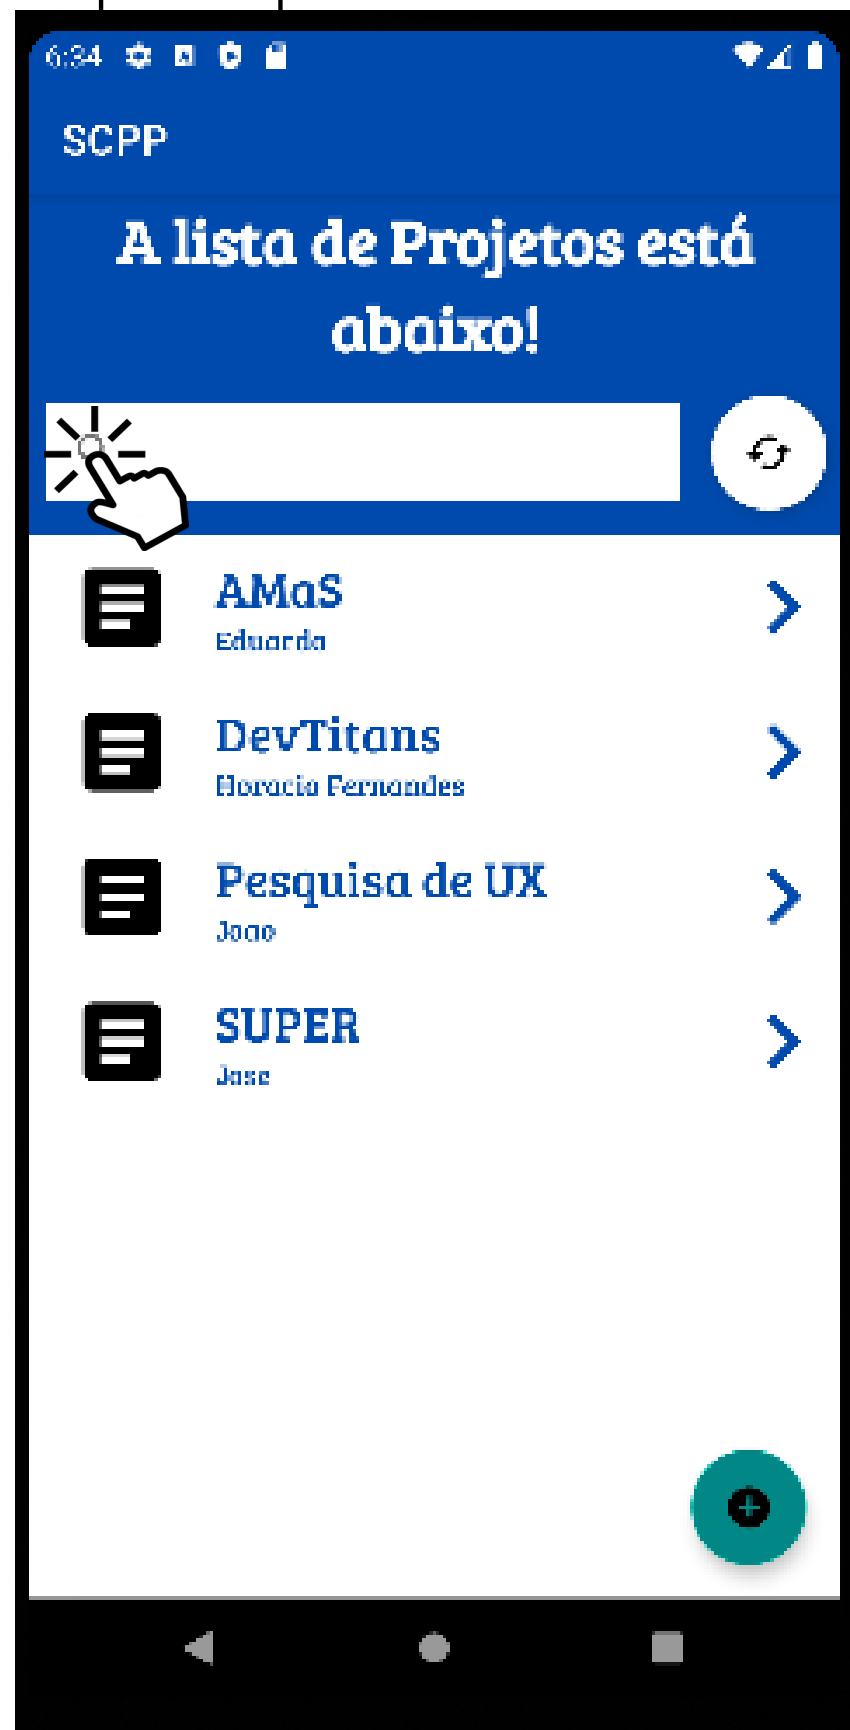 6:34
SCPP
A lista de Projetos está
abaixo!
AMaS
Eduarda
DevTitans
Horacio Fernandes
Pesquisa de UX
Joao
SUPER
Jose